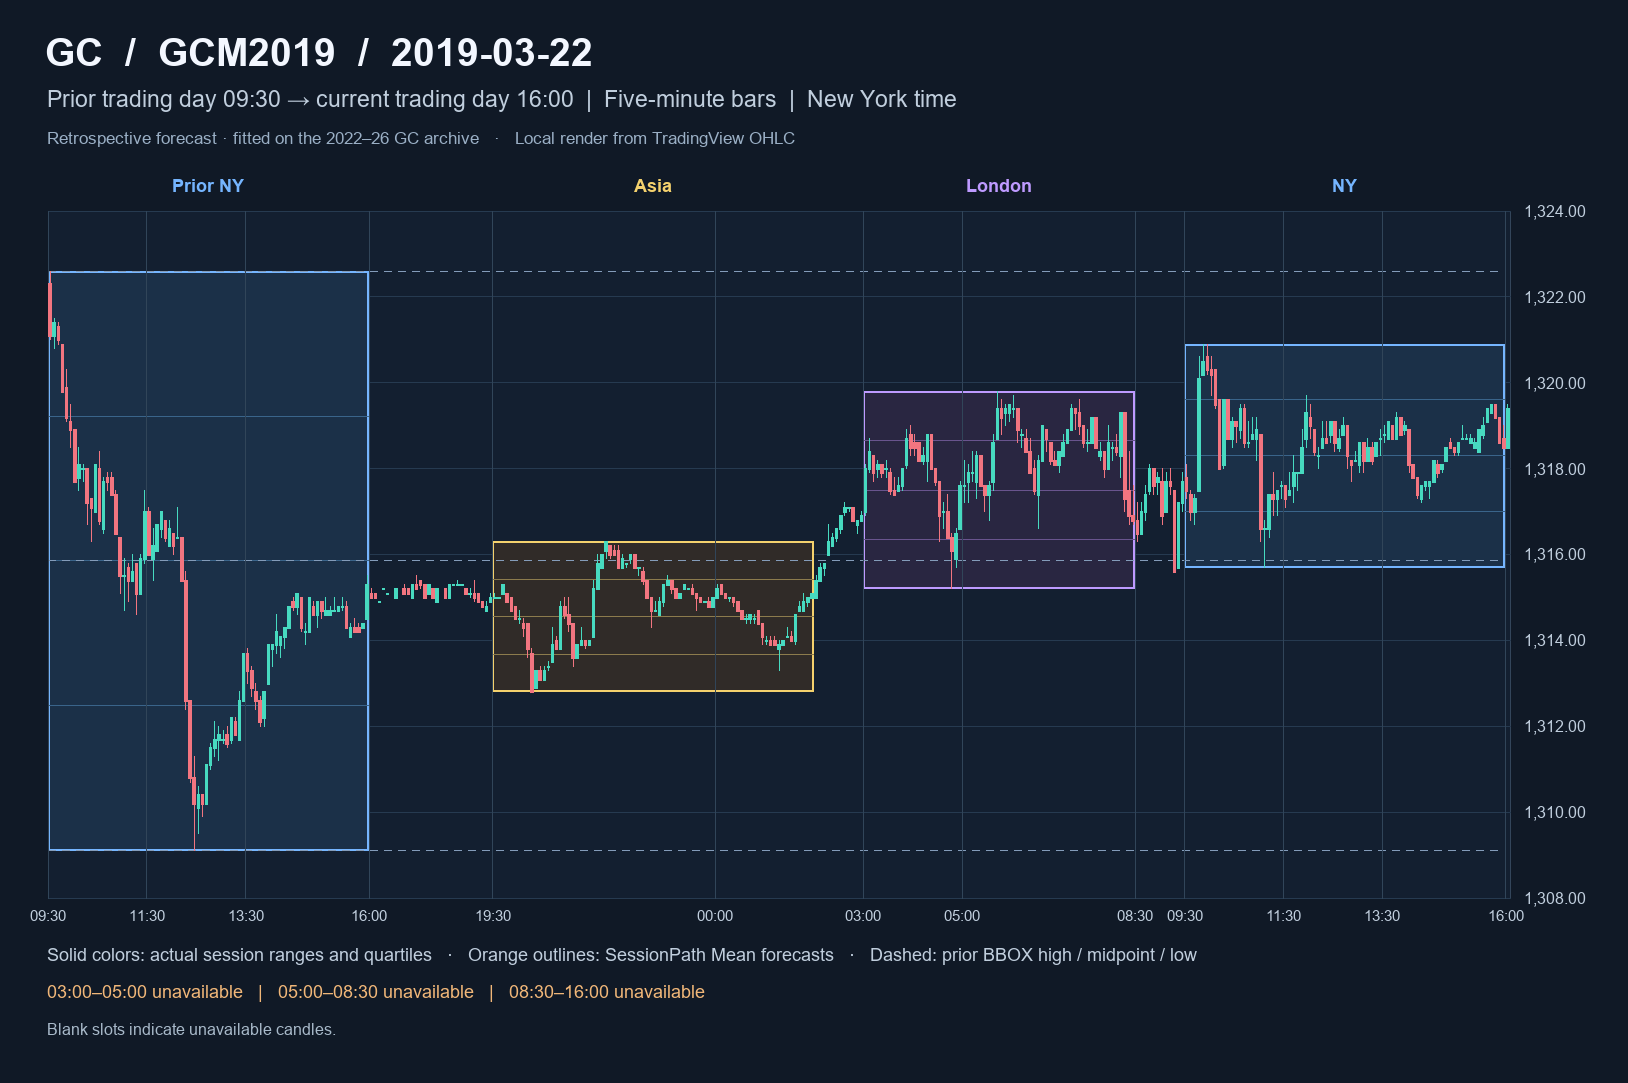 GC / GCM2019 / 2019-03-22
Prior trading day 09:30 → current trading day 16:00 | Five-minute bars | New York time
Retrospective forecast · fitted on the 2022–26 GC archive · Local render from TradingView OHLC
Prior NY Asia London NY
1,324.00
1,322.00
1,320.00
1,318.00
1,316.00
1,314.00
1,312.00
1,310.00
1,308.00
09:30 11:30 13:30 16:00 19:30 00:00 03:00 05:00 08:30 09:30 11:30 13:30 16:00
Solid colors: actual session ranges and quartiles · Orange outlines: SessionPath Mean forecasts · Dashed: prior BBOX high / midpoint / low
03:00–05:00 unavailable | 05:00–08:30 unavailable | 08:30–16:00 unavailable
Blank slots indicate unavailable candles.